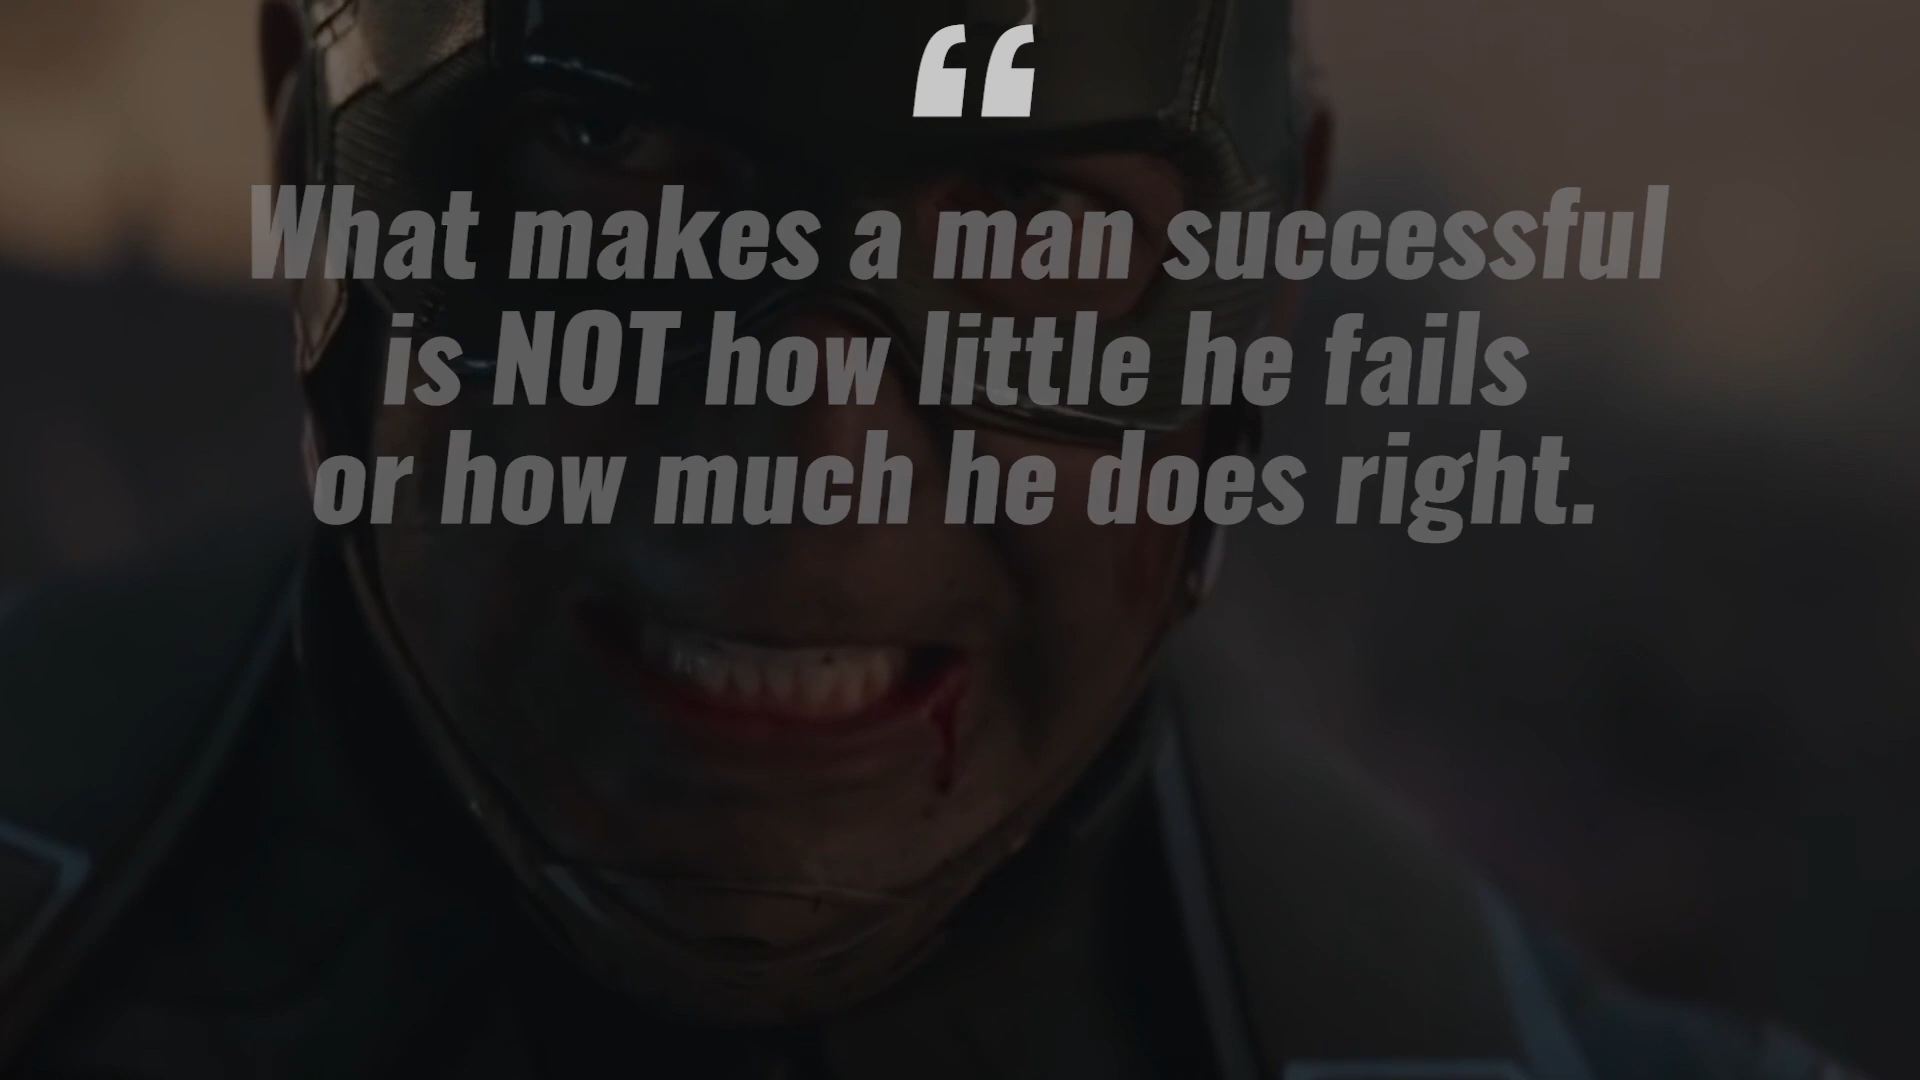 “
What makes a man successful
is NOT how little he fails
or how much he does right.